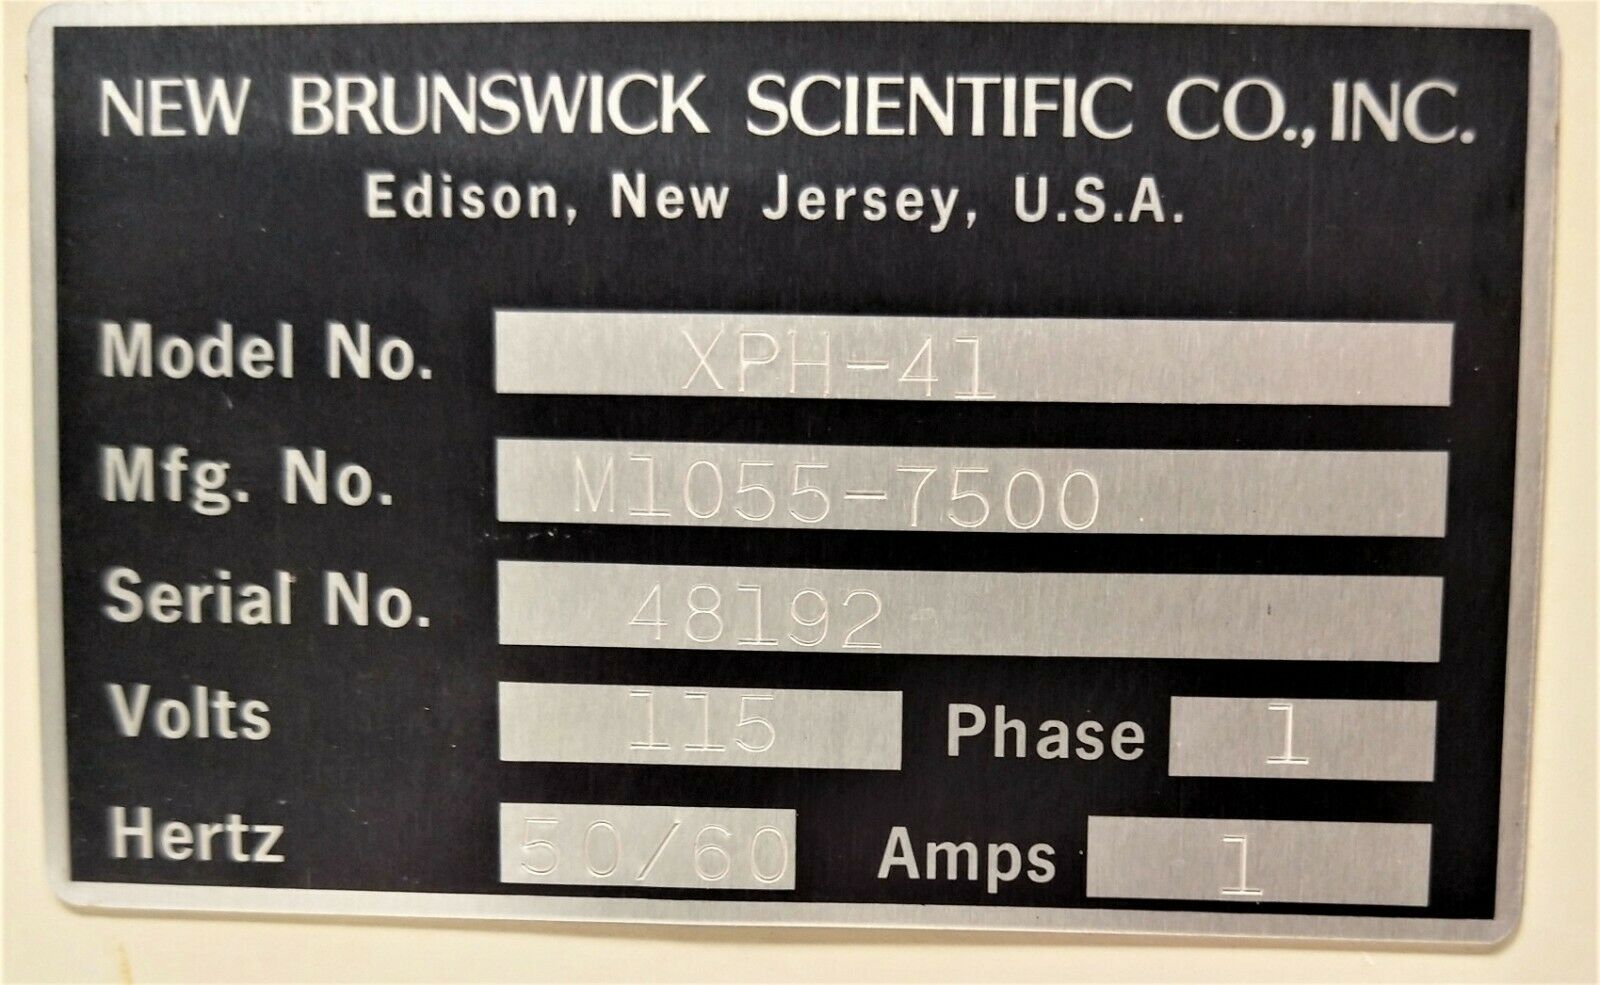 NEW BRUNSWICK SCIENTIFIC CO., INC.
Edison, New Jersey, U.S.A.
Model No. XPH-41
Mfg. No. M1055-7500
Serial No. 48192
Volts 115 Phase 1
Hertz 50/60 Amps 1